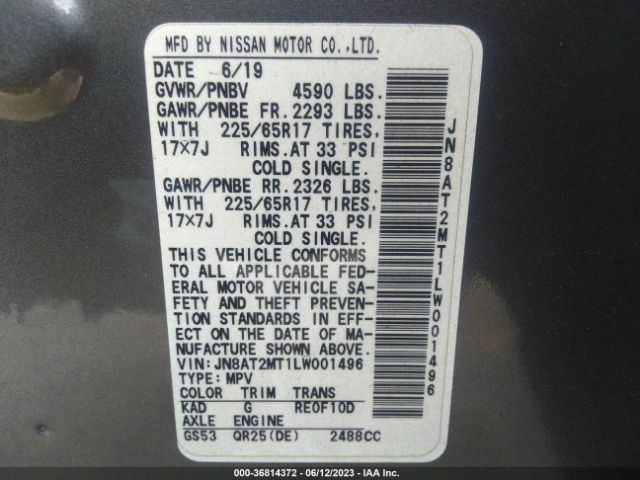 MFD BY NISSAN MOTOR CO.,LTD.
DATE 6/19
GVWR/PNBV 4590 LBS.
GAWR/PNBE FR.2293 LBS.
WITH 225/65R17 TIRES,
17X7J RIMS.AT 33 PSI
COLD SINGLE.
GAWR/PNBE RR.2326 LBS.
WITH 225/65R17 TIRES,
17X7J RIMS.AT 33 PSI
COLD SINGLE.
THIS VEHICLE CONFORMS
TO ALL APPLICABLE FED-
ERAL MOTOR VEHICLE SA-
FETY AND THEFT PREVEN-
TION STANDARDS IN EFF-
ECT ON THE DATE OF MA-
NUFACTURE SHOWN ABOVE.
VIN:JN8AT2MT1LW001496
TYPE:MPV
COLOR TRIM TRANS
KAD G RE0F10D
AXLE ENGINE
GS53 QR25(DE) 2488CC
JN8AT2MT1LW001496
000-36814372 - 06/12/2023 - IAA Inc.